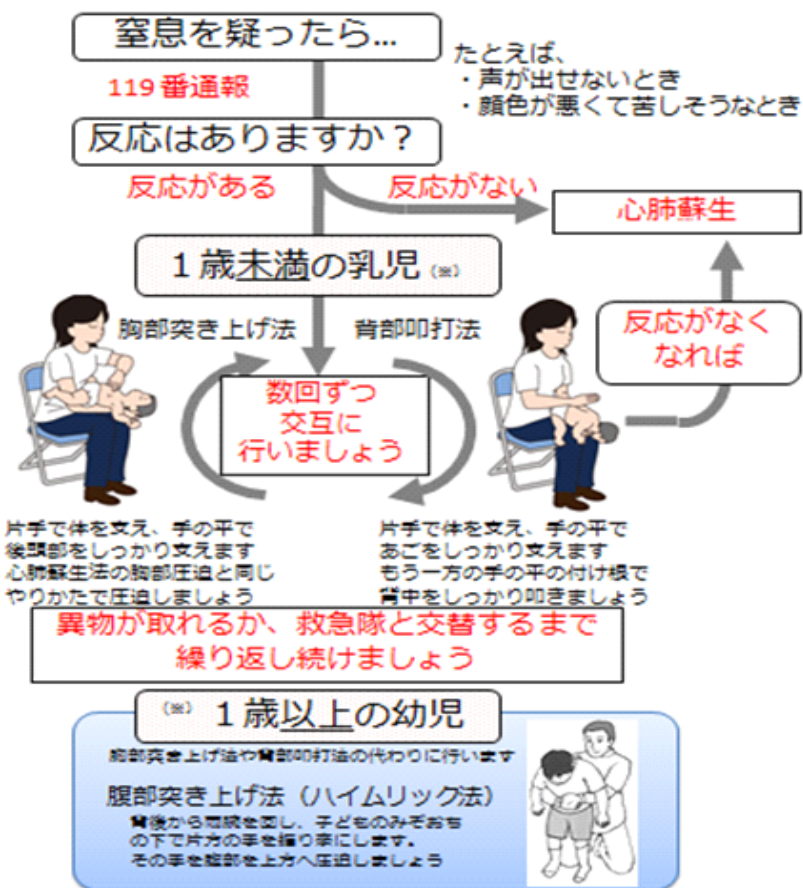 窒息を疑ったら…
たとえば、
・声が出せないとき
・顔色が悪くて苦しそうなとき
119番通報
反応はありますか？
反応がある
反応がない
心肺蘇生
１歳未満の乳児(※)
胸部突き上げ法
背部叩打法
反応がなく
なれば
数回ずつ
交互に
行いましょう
片手で体を支え、手の平で
後頭部をしっかり支えます
心肺蘇生法の胸部圧迫と同じ
やりかたで圧迫しましょう
片手で体を支え、手の平で
あごをしっかり支えます
もう一方の手の平の付け根で
背中をしっかり叩きましょう
異物が取れるか、救急隊と交替するまで
繰り返し続けましょう
(※)１歳以上の幼児
胸部突き上げ法や背部叩打法の代わりに行います
腹部突き上げ法（ハイムリック法）
背後から両腕を回し、子どものみぞおち
の下で片方の手を握り拳にします。
その手を腹部を上方へ圧迫しましょう